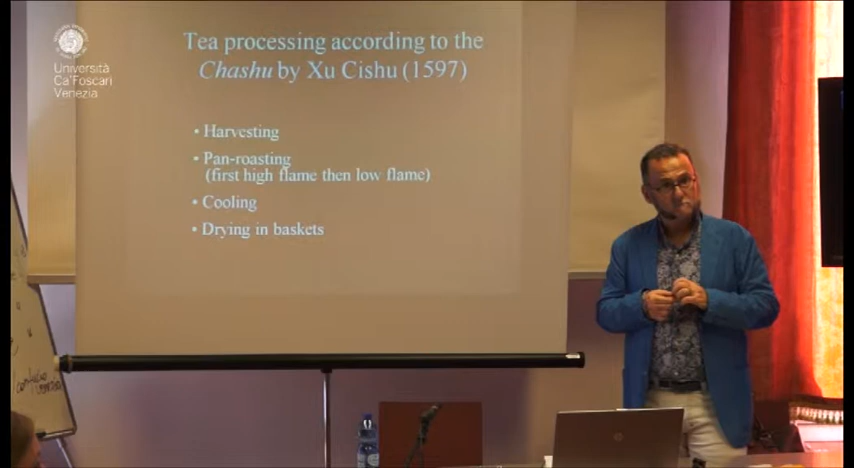 Università
Ca'Foscari
Venezia
Tea processing according to the
Chashu by Xu Cishu (1597)
• Harvesting
• Pan-roasting
(first high flame then low flame)
• Cooling
• Drying in baskets
hp